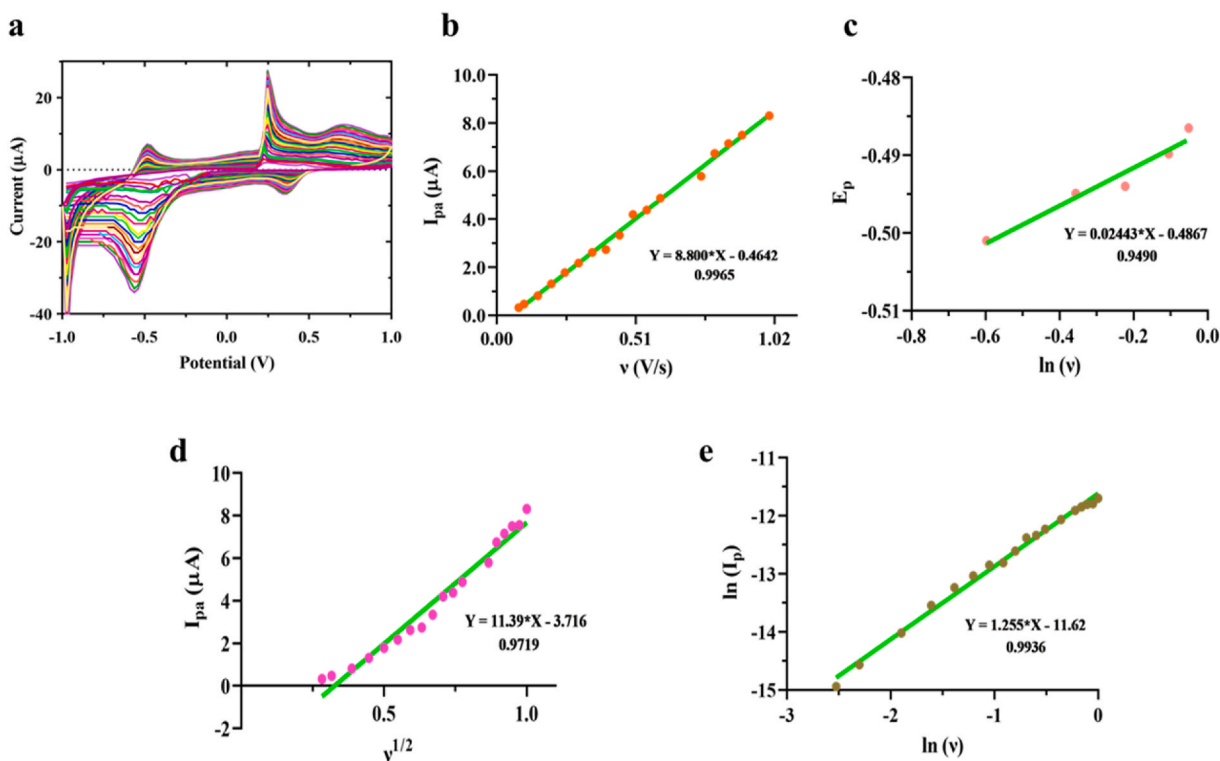 a
20
0
-20
-40
Current (µA)
-1.0 -0.5 0.0 0.5 1.0
Potential (V)
b
10.0
8.0
6.0
4.0
2.0
0.0
I_pa (µA)
Y = 8.800*X - 0.4642
0.9965
0.00 0.51 1.02
ν (V/s)
c
-0.48
-0.49
-0.50
-0.51
E_p
Y = 0.02443*X - 0.4867
0.9490
-0.8 -0.6 -0.4 -0.2 0.0
ln (ν)
d
10
8
6
4
2
0
-2
I_pa (µA)
Y = 11.39*X - 3.716
0.9719
0.5 1.0
ν^1/2
e
-11
-12
-13
-14
-15
ln (I_p)
Y = 1.255*X - 11.62
0.9936
-3 -2 -1 0
ln (ν)